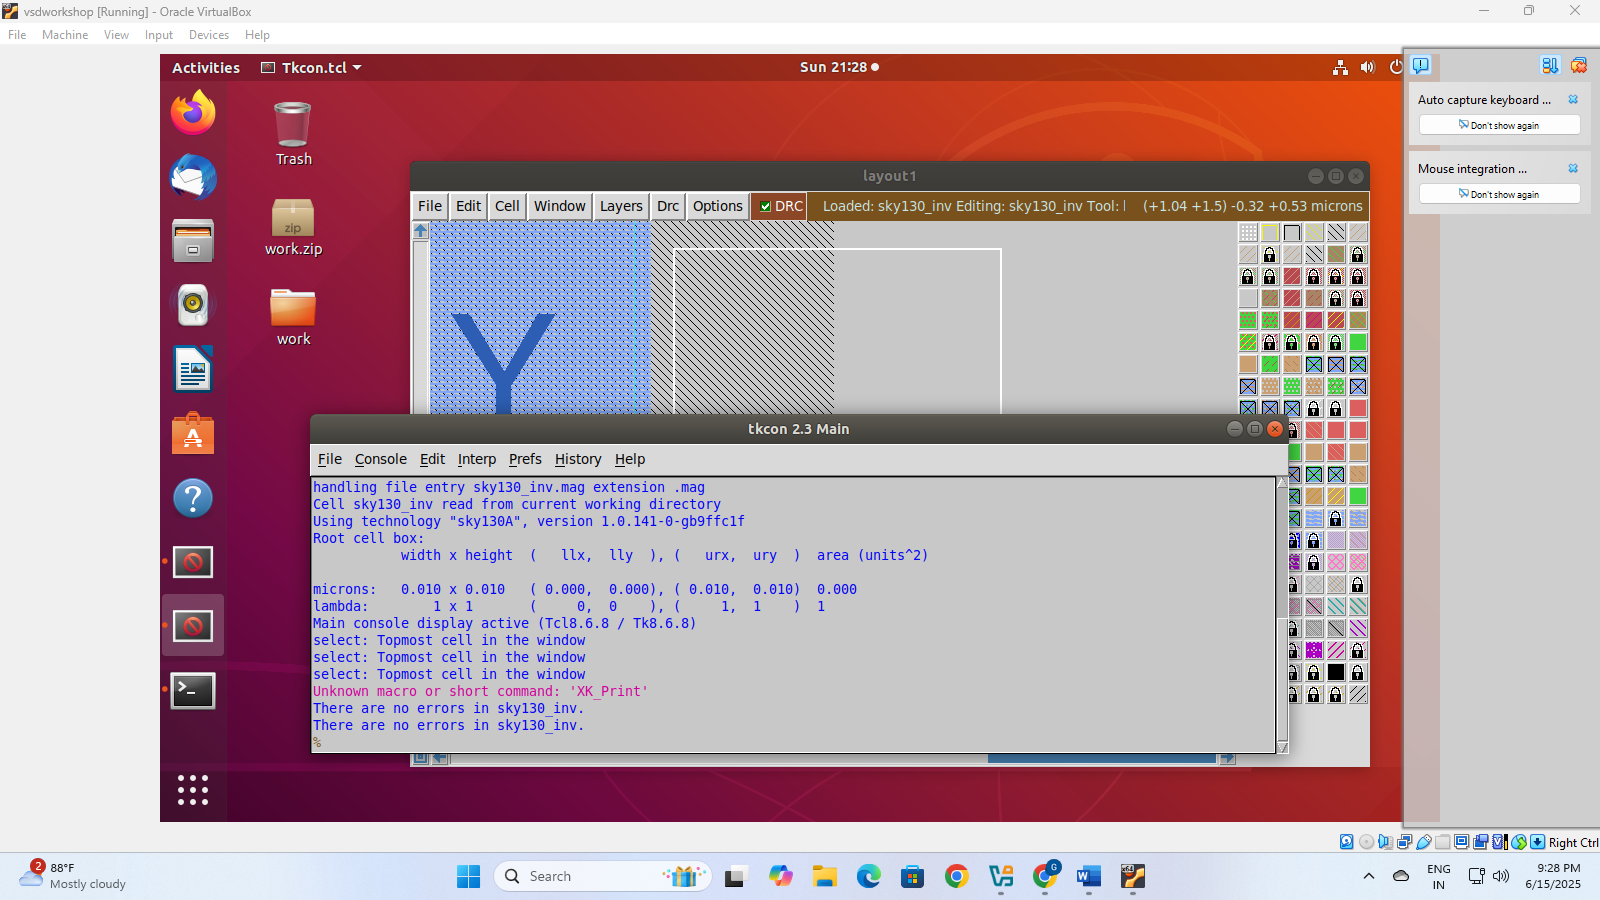 vsdworkshop [Running] - Oracle VirtualBox
File Machine View Input Devices Help
Activities Tkcon.tcl Sun 21:28
Trash
zip
work.zip
work
layout1
File Edit Cell Window Layers Drc Options DRC Loaded: sky130_inv Editing: sky130_inv Tool: (+1.04 +1.5) -0.32 +0.53 microns
Y
tkcon 2.3 Main
File Console Edit Interp Prefs History Help
handling file entry sky130_inv.mag extension .mag
Cell sky130_inv read from current working directory
Using technology "sky130A", version 1.0.141-0-gb9ffc1f
Root cell box:
width x height ( llx, lly ), ( urx, ury ) area (units^2)
microns: 0.010 x 0.010 ( 0.000, 0.000), ( 0.010, 0.010) 0.000
lambda: 1 x 1 ( 0, 0 ), ( 1, 1 ) 1
Main console display active (Tcl8.6.8 / Tk8.6.8)
select: Topmost cell in the window
select: Topmost cell in the window
select: Topmost cell in the window
Unknown macro or short command: 'XK_Print'
There are no errors in sky130_inv.
There are no errors in sky130_inv.
%
Auto capture keyboard ...
Don't show again
Mouse integration ...
Don't show again
Right Ctrl
2
88°F
Mostly cloudy
Search
G
ENG
IN
9:28 PM
6/15/2025